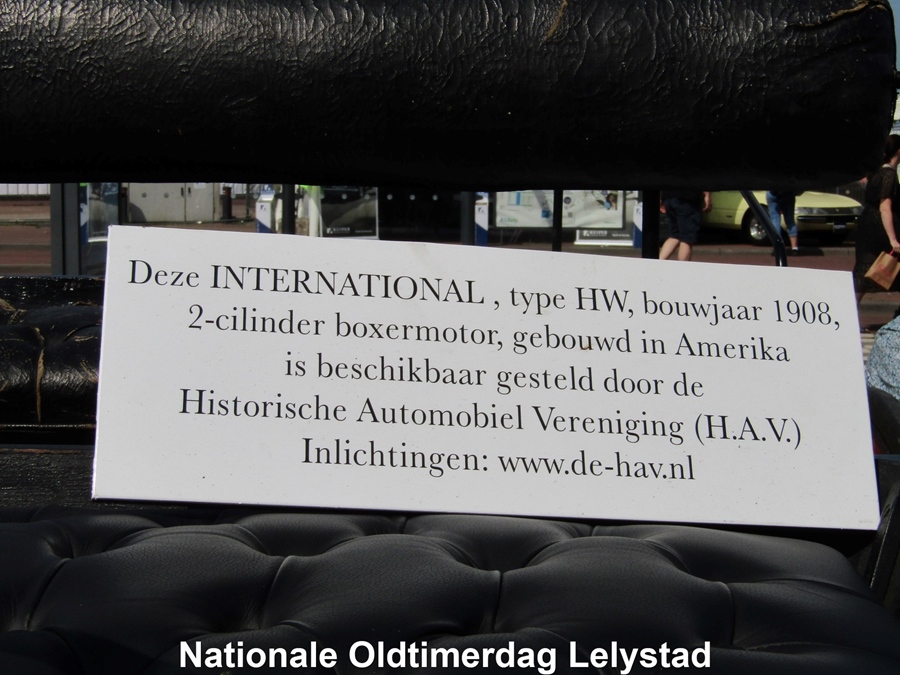 Deze INTERNATIONAL , type HW, bouwjaar 1908,
2-cilinder boxermotor, gebouwd in Amerika
is beschikbaar gesteld door de
Historische Automobiel Vereniging (H.A.V.)
Inlichtingen: www.de-hav.nl
Nationale Oldtimerdag Lelystad